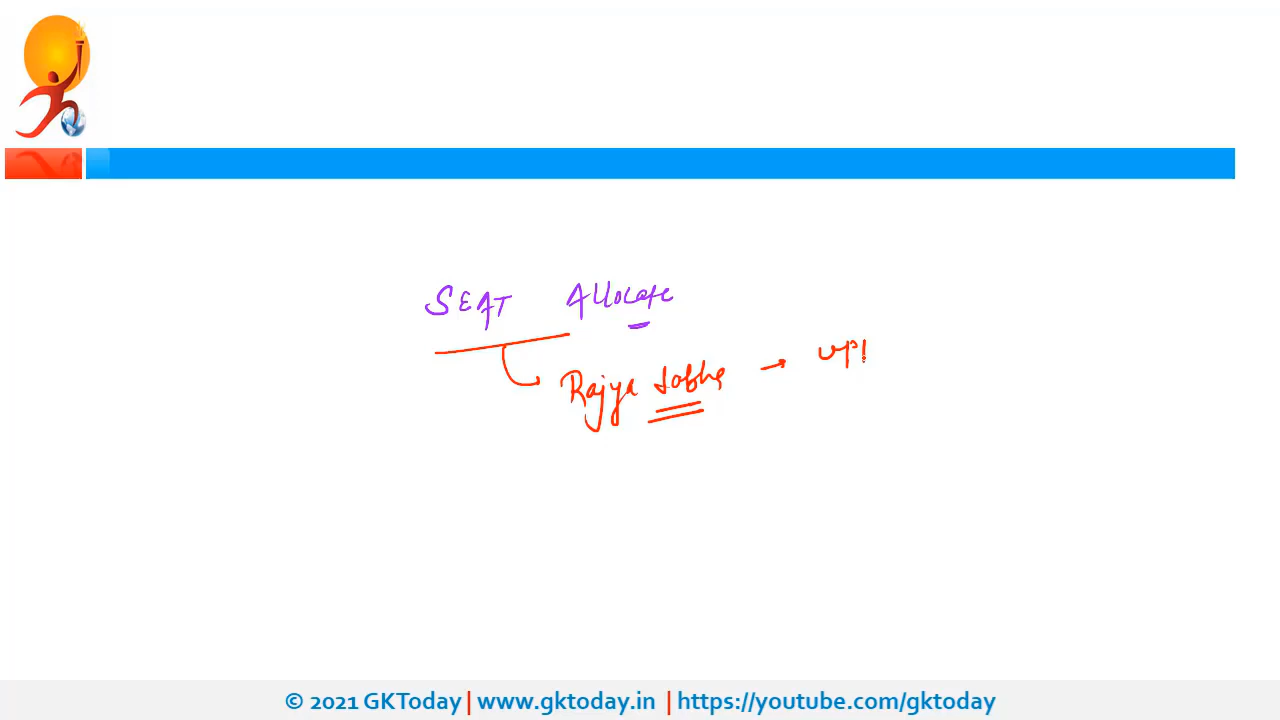 SEAT Allocate
Rajya Sabha → UP
© 2021 GKToday | www.gktoday.in | https://youtube.com/gktoday